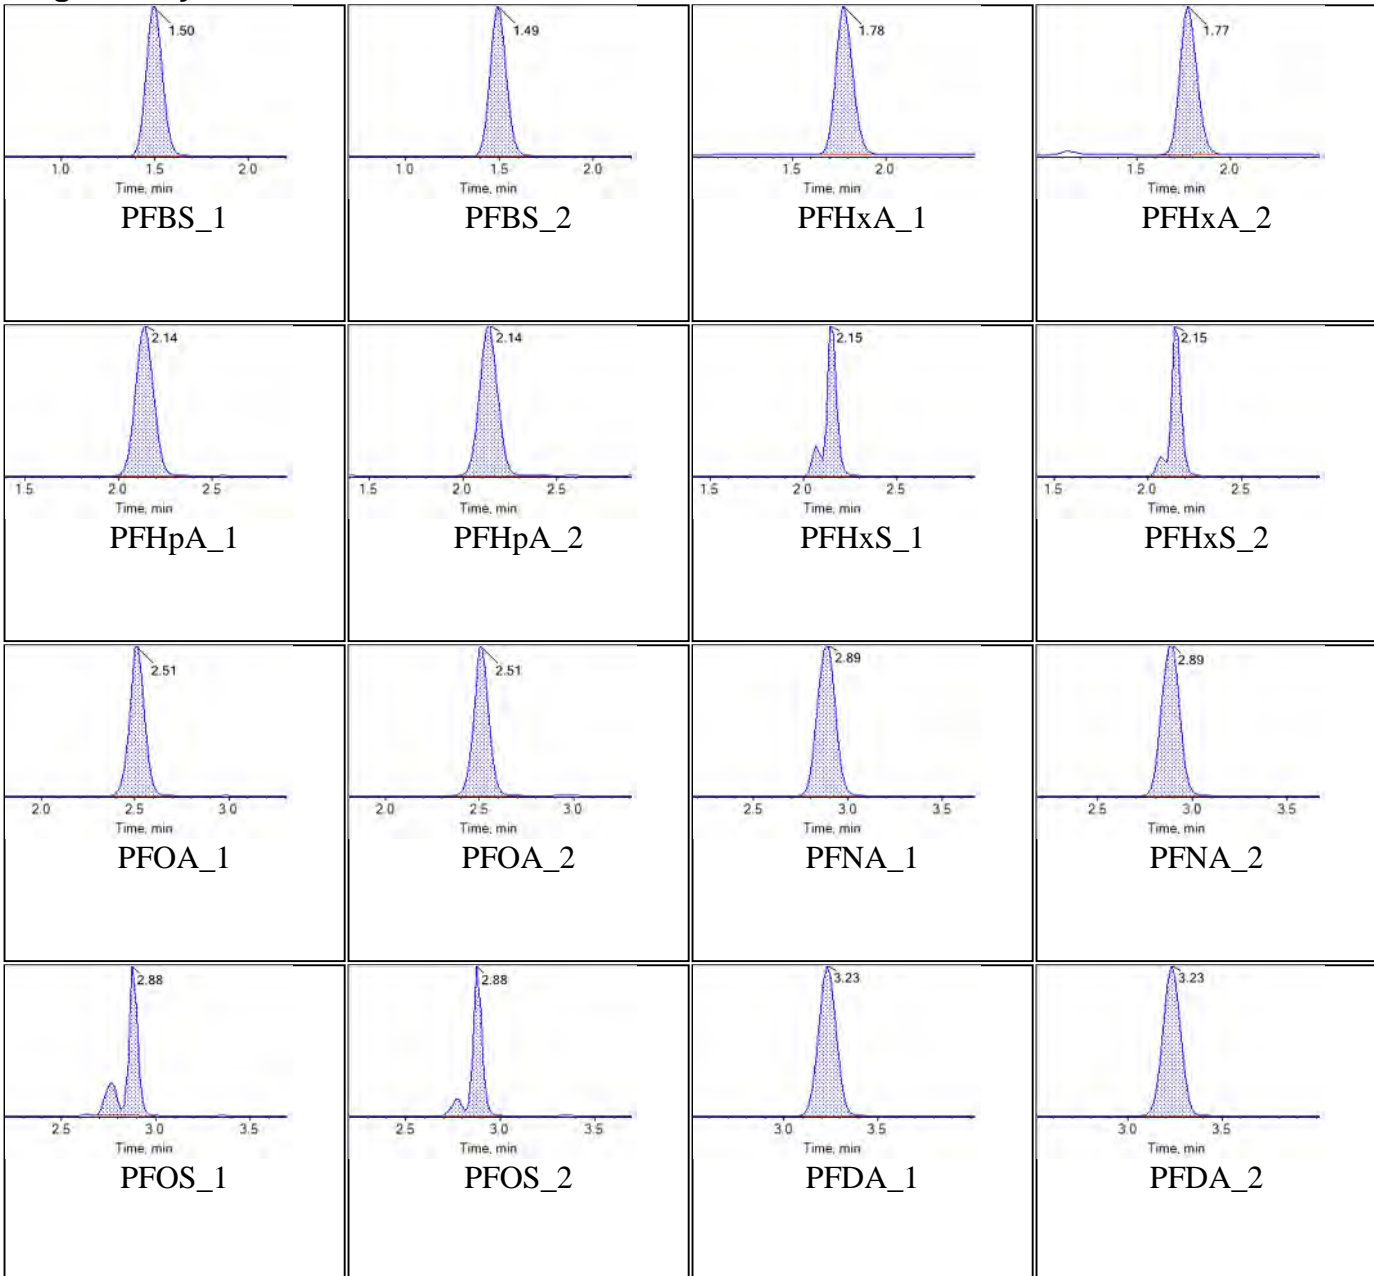 1.50 1.49 1.78 1.77
1.0 1.5 2.0 1.0 1.5 2.0 1.5 2.0 1.5 2.0
Time, min Time, min Time, min Time, min
PFBS_1 PFBS_2 PFHxA_1 PFHxA_2
2.14 2.14 2.15 2.15
1.5 2.0 2.5 1.5 2.0 2.5 1.5 2.0 2.5 1.5 2.0 2.5
Time, min Time, min Time, min Time, min
PFHpA_1 PFHpA_2 PFHxS_1 PFHxS_2
2.51 2.51 2.89 2.89
2.0 2.5 3.0 2.0 2.5 3.0 2.5 3.0 3.5 2.5 3.0 3.5
Time, min Time, min Time, min Time, min
PFOA_1 PFOA_2 PFNA_1 PFNA_2
2.88 2.88 3.23 3.23
2.5 3.0 3.5 2.5 3.0 3.5 3.0 3.5 3.0 3.5
Time, min Time, min Time, min Time, min
PFOS_1 PFOS_2 PFDA_1 PFDA_2